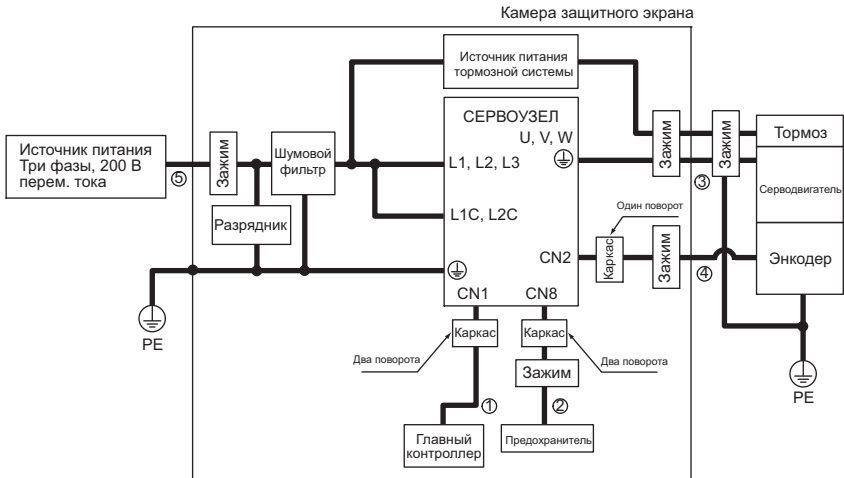 Камера защитного экрана
Источник питания
тормозной системы
СЕРВОУЗЕЛ
U, V, W
L1, L2, L3
L1C, L2C
CN2
CN1
CN8
Источник питания
Три фазы, 200 В
перем. тока
⑤
Зажим
Шумовой
фильтр
Разрядник
PE
Зажим
Зажим
③
Тормоз
Серводвигатель
Энкодер
Один поворот
Каркас
Зажим
④
PE
Каркас
Каркас
Два поворота
Два поворота
Зажим
①
②
Главный
контроллер
Предохранитель